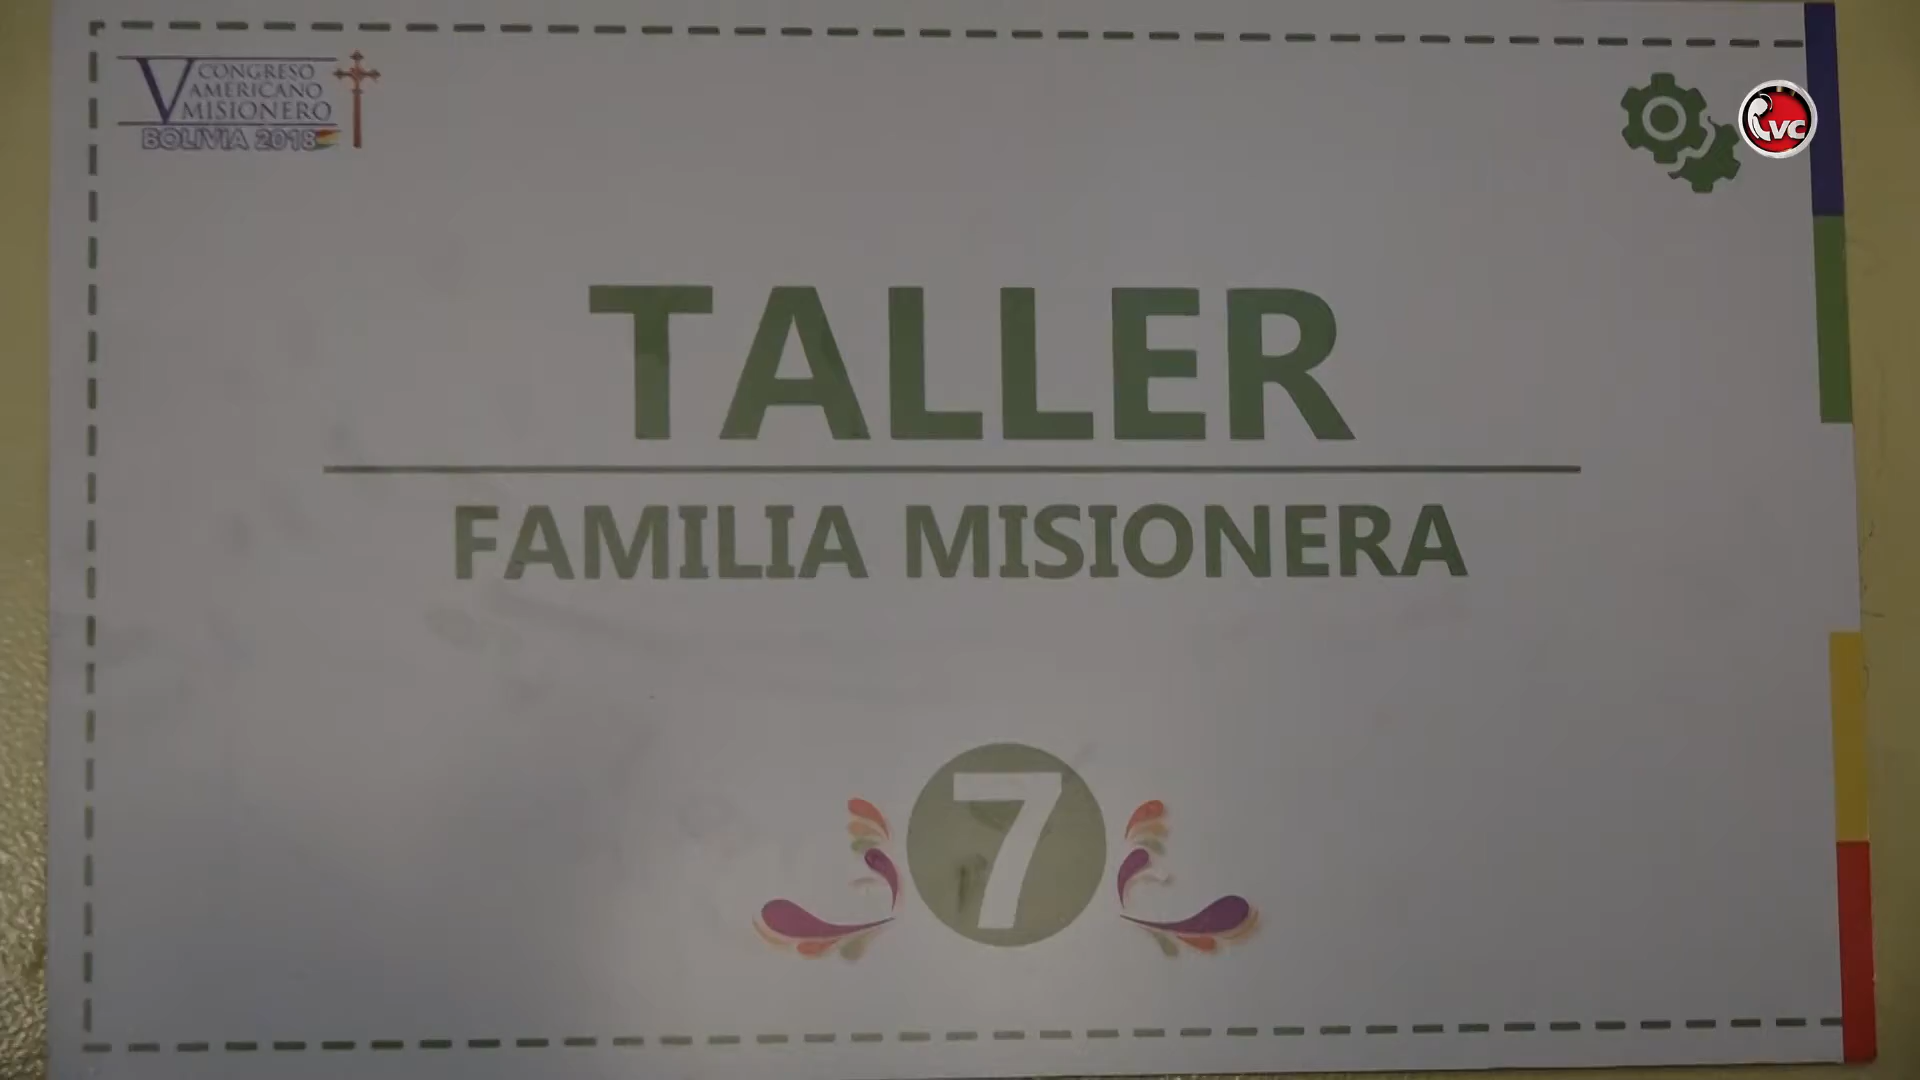 V CONGRESO
AMERICANO
MISIONERO
BOLIVIA 2018
VC
TALLER
FAMILIA MISIONERA
7